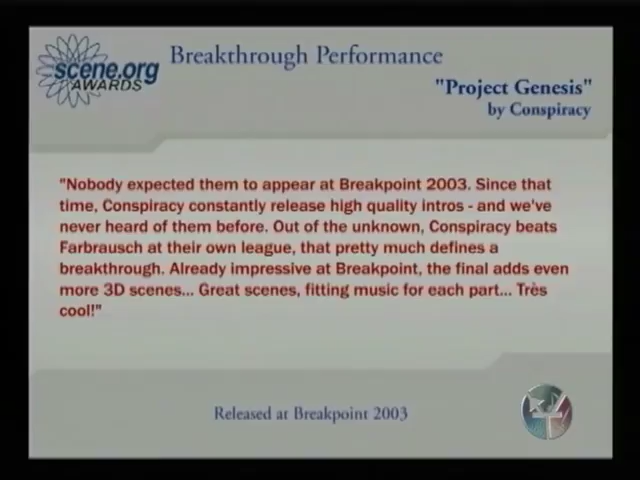 scene.org
AWARDS
Breakthrough Performance
"Project Genesis"
by Conspiracy
"Nobody expected them to appear at Breakpoint 2003. Since that
time, Conspiracy constantly release high quality intros - and we've
never heard of them before. Out of the unknown, Conspiracy beats
Farbrausch at their own league, that pretty much defines a
breakthrough. Already impressive at Breakpoint, the final adds even
more 3D scenes... Great scenes, fitting music for each part... Très
cool!"
Released at Breakpoint 2003